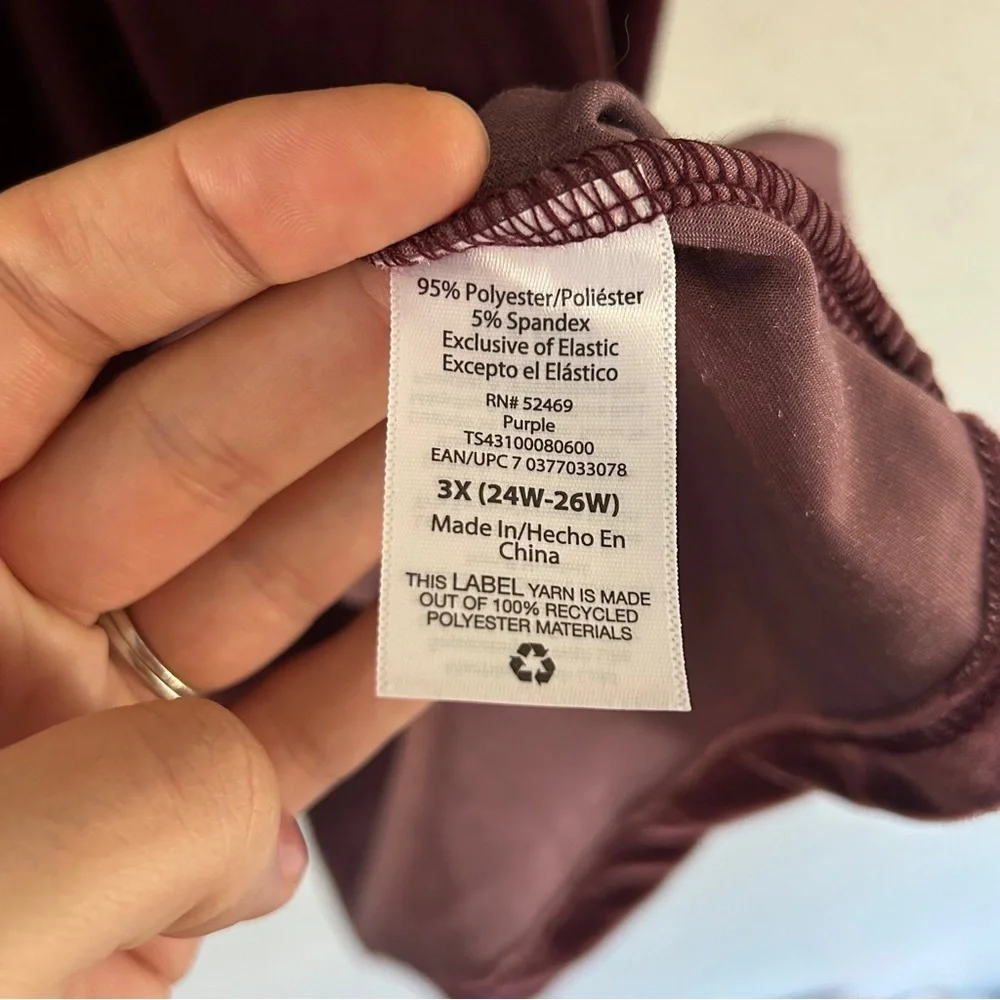 95% Polyester/Poliéster
5% Spandex
Exclusive of Elastic
Excepto el Elástico
RN# 52469
Purple
TS43100080600
EAN/UPC 7 0377033078
3X (24W-26W)
Made In/Hecho En
China
THIS LABEL YARN IS MADE
OUT OF 100% RECYCLED
POLYESTER MATERIALS